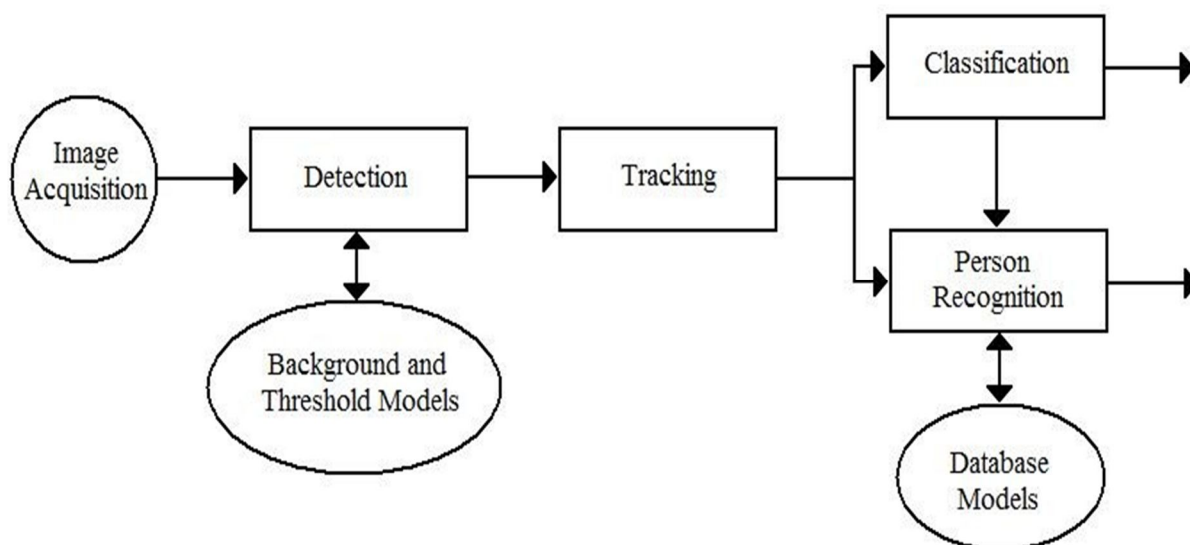 Image
Acquisition
Detection
Tracking
Classification
Person
Recognition
Background and
Threshold Models
Database
Models